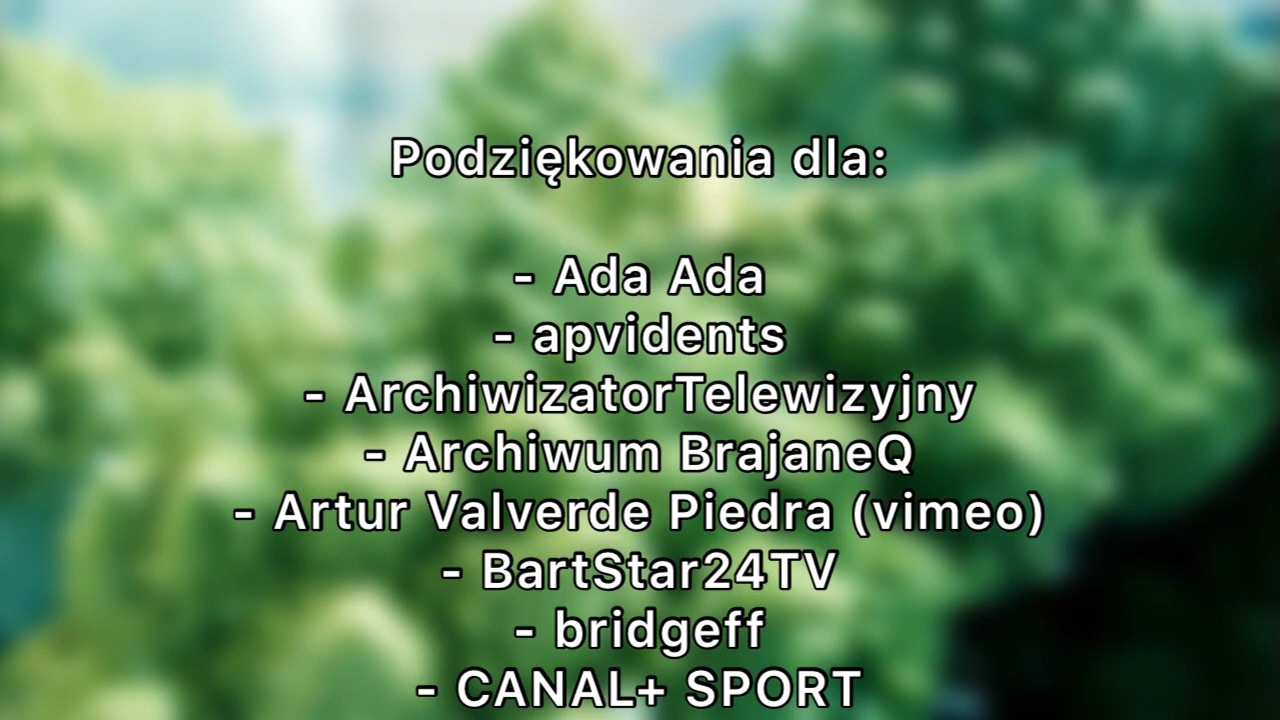 Podziękowania dla:
- Ada Ada
- apvidents
- ArchiwizatorTelewizyjny
- Archiwum BrajaneQ
- Artur Valverde Piedra (vimeo)
- BartStar24TV
- bridgeff
- CANAL+ SPORT